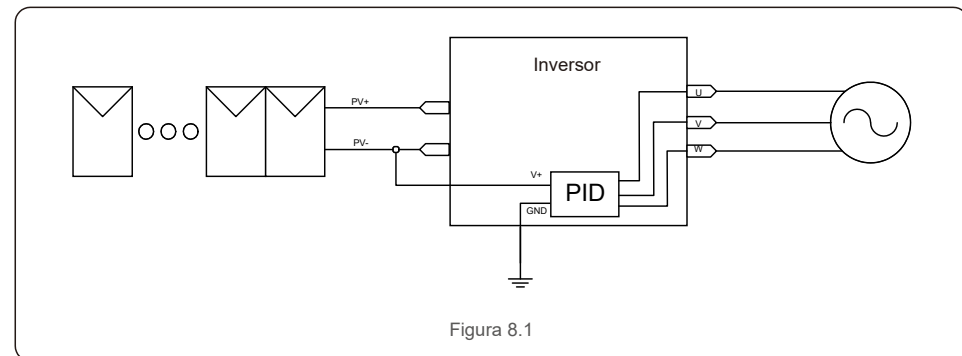 Inversor
PV+
U
PV-
V
W
V+
PID
GND
Figura 8.1